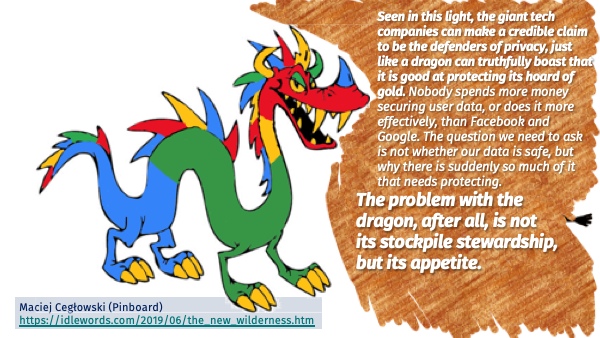 Seen in this light, the giant tech
companies can make a credible claim
to be the defenders of privacy, just
like a dragon can truthfully boast that
it is good at protecting its hoard of
gold. Nobody spends more money
securing user data, or does it more
effectively, than Facebook and
Google. The question we need to ask
is not whether our data is safe, but
why there is suddenly so much of it
that needs protecting.
The problem with the
dragon, after all, is not
its stockpile stewardship,
but its appetite.
Maciej Cegłowski (Pinboard)
https://idlewords.com/2019/06/the_new_wilderness.htm